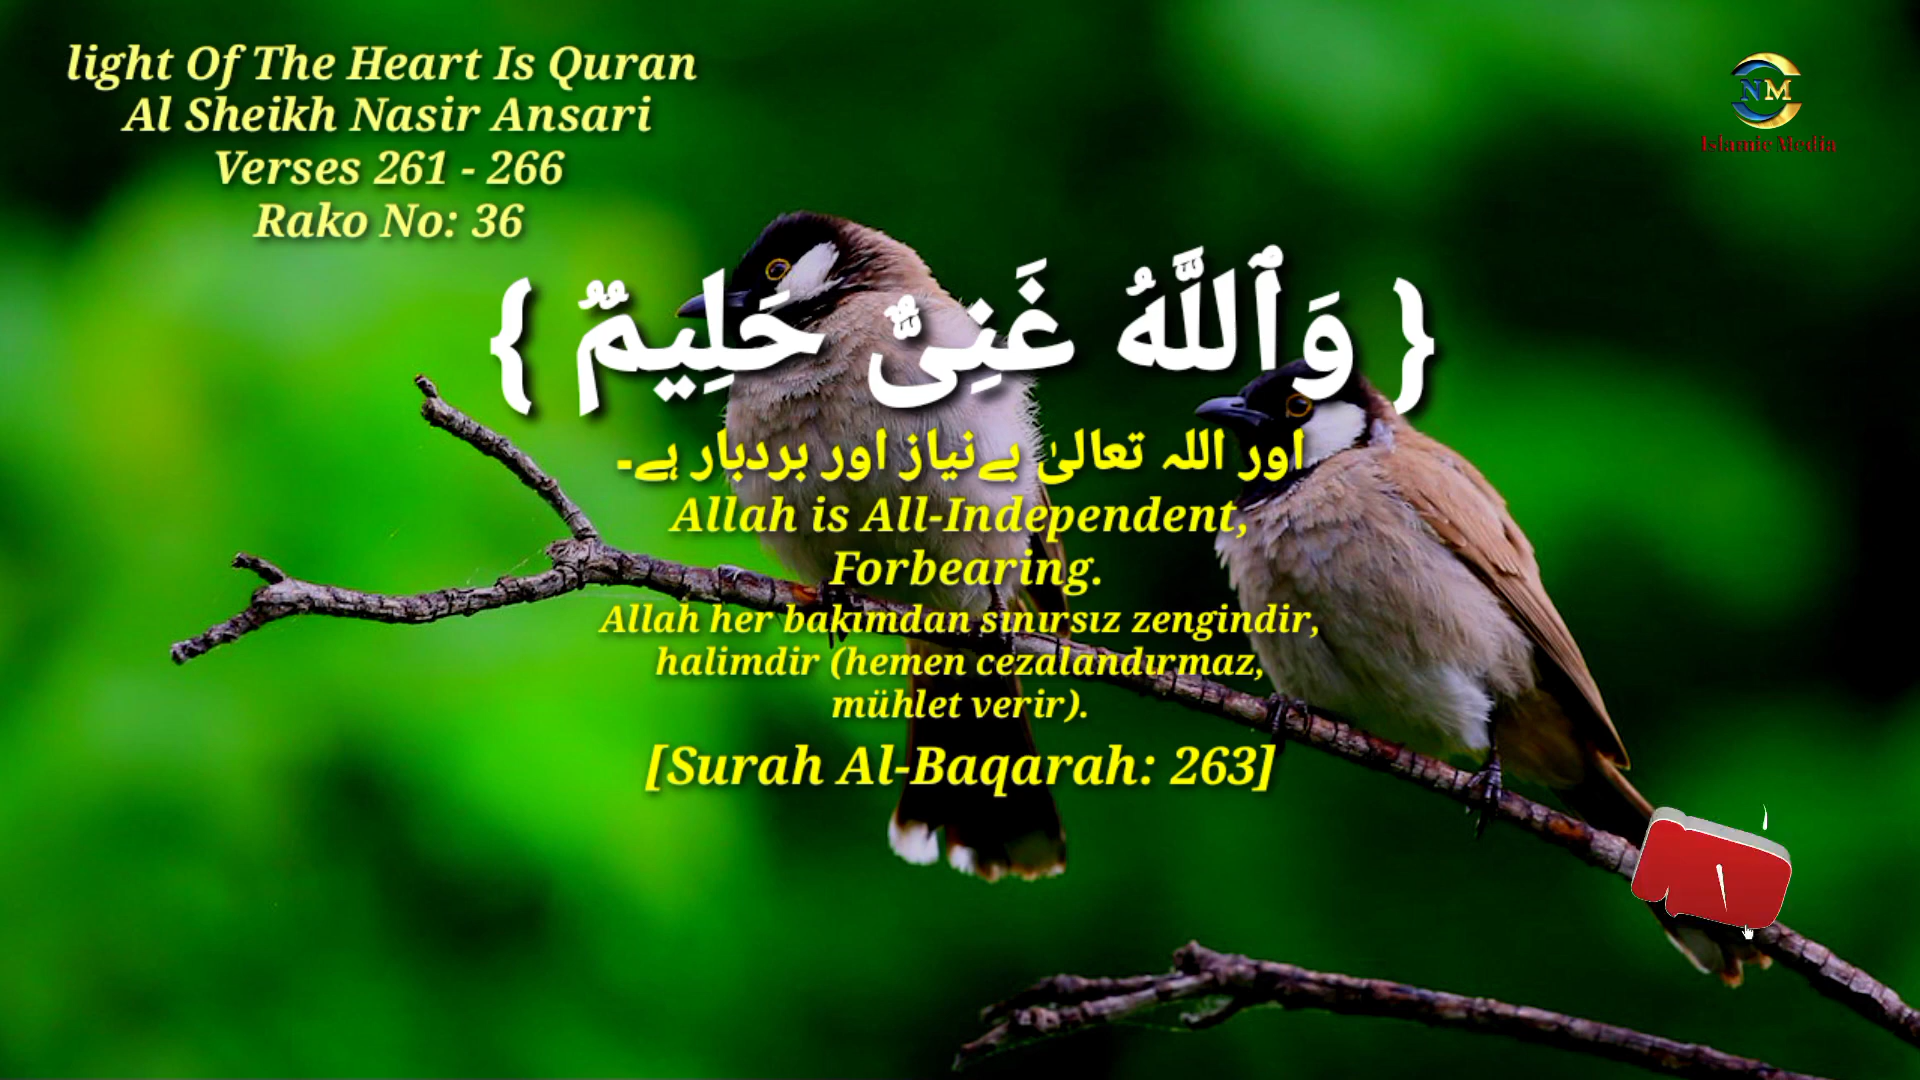 light Of The Heart Is Quran
Al Sheikh Nasir Ansari
Verses 261 - 266
Rako No: 36
NM
Islamic Media
{ وَٱللَّهُ غَنِىٌّ حَلِيمٌ }
اور اللہ تعالیٰ بےنیاز اور بردبار ہے۔
Allah is All-Independent,
Forbearing.
Allah her bakımdan sınırsız zengindir,
halimdir (hemen cezalandırmaz,
mühlet verir).
[Surah Al-Baqarah: 263]